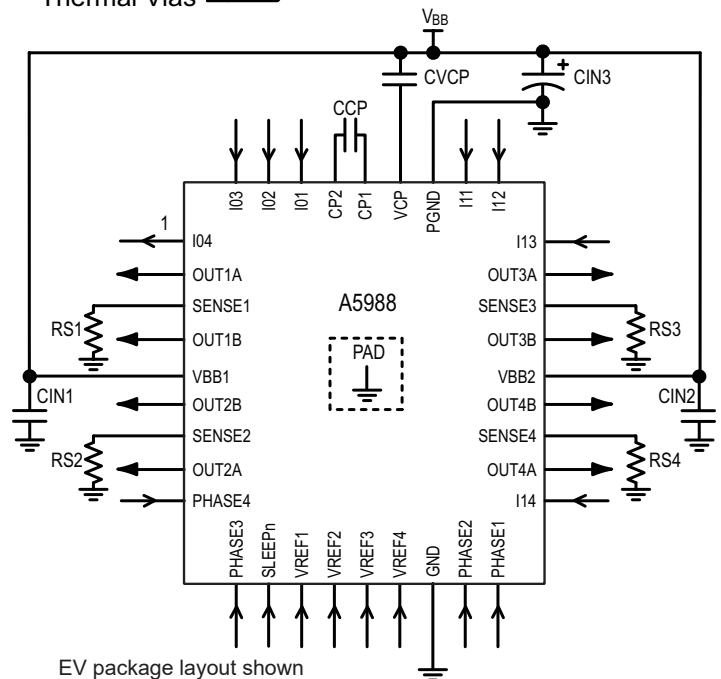 Thermal Vias
VBB
CVCP
CIN3
+
CCP
I03
I02
I01
CP2
CP1
VCP
PGND
I11
I12
1
I04
I13
OUT1A
OUT3A
SENSE1
A5988
SENSE3
RS1
RS3
OUT1B
PAD
OUT3B
VBB1
VBB2
CIN1
CIN2
OUT2B
OUT4B
SENSE2
SENSE4
RS2
RS4
OUT2A
OUT4A
PHASE4
I14
PHASE3
SLEEPn
VREF1
VREF2
VREF3
VREF4
GND
PHASE2
PHASE1
EV package layout shown